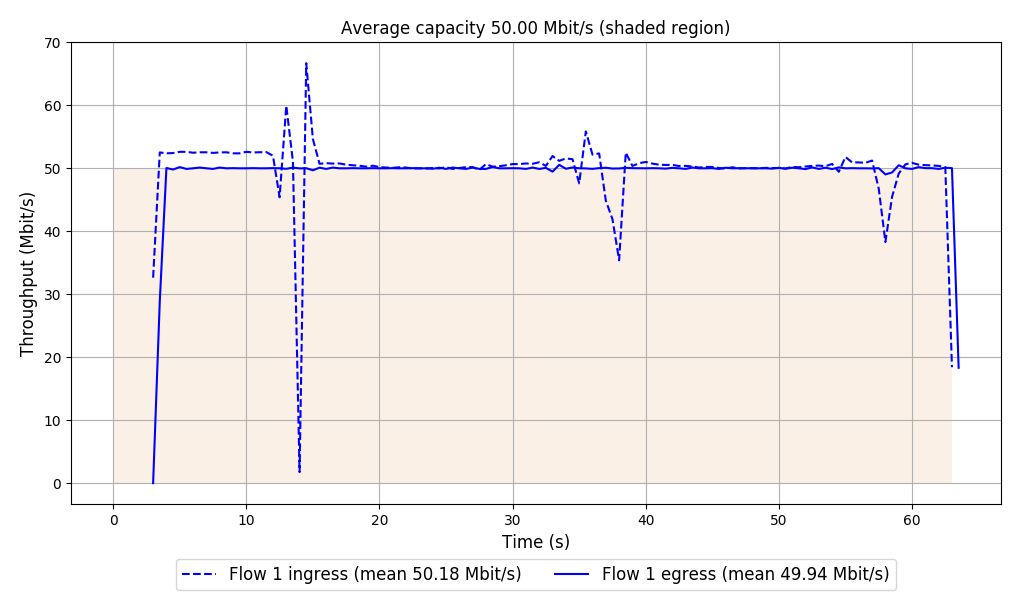 Average capacity 50.00 Mbit/s (shaded region)
70
60
50
40
30
20
10
0
Throughput (Mbit/s)
0 10 20 30 40 50 60
Time (s)
Flow 1 ingress (mean 50.18 Mbit/s) Flow 1 egress (mean 49.94 Mbit/s)